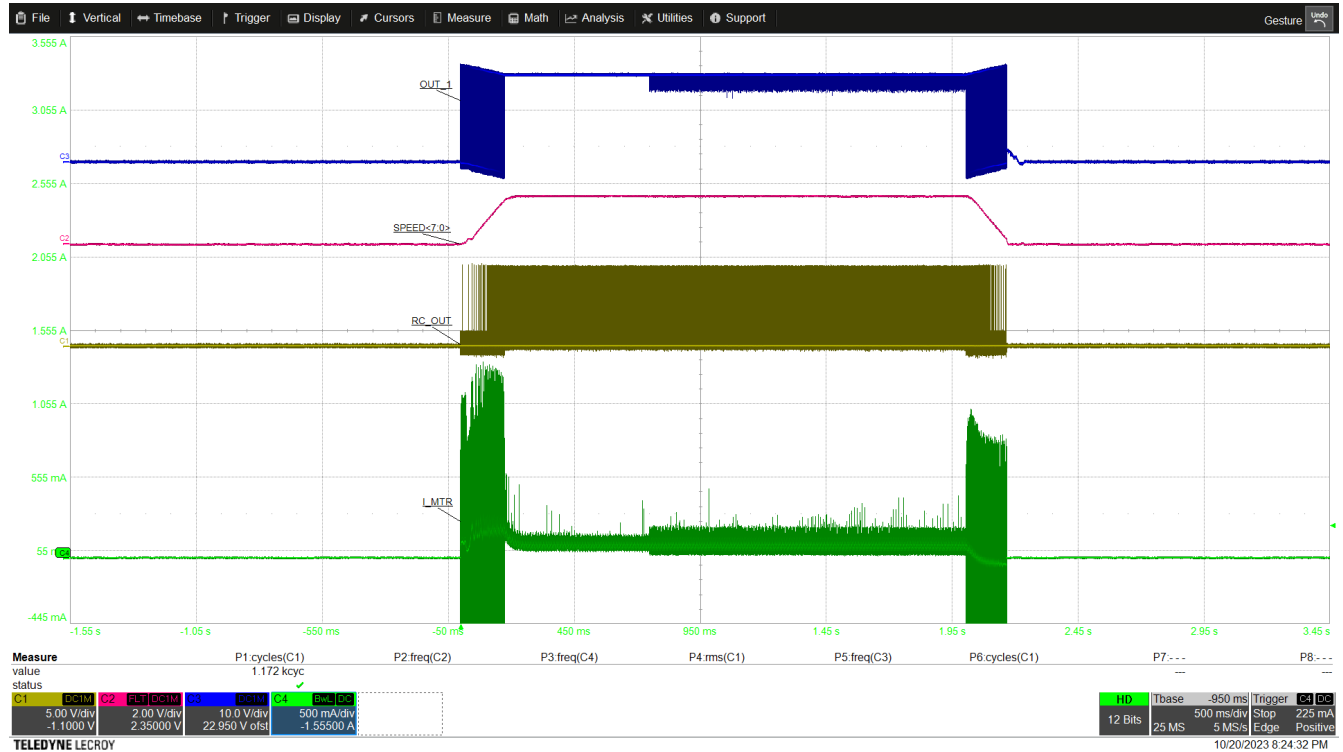 File Vertical Timebase Trigger Display Cursors Measure Math Analysis Utilities Support Gesture Undo
3.555 A
OUT_1
3.055 A
C3
2.555 A
SPEED<7:0>
C2
2.055 A
RC_OUT
1.555 A
C1
1.055 A
555 mA
I_MTR
C4
-445 mA
-1.55 s -1.05 s -550 ms -50 ms 450 ms 950 ms 1.45 s 1.95 s 2.45 s 2.95 s 3.45 s
Measure P1:cycles(C1) P2:freq(C2) P3:freq(C4) P4:rms(C1) P5:freq(C3) P6:cycles(C1) P7:- - - P8:- - -
value 1.172 kcyc --- ---
status
C1 DC1M C2 FLT DC1M C3 DC1M C4 BwL DC HD Tbase -950 ms Trigger C4 DC
5.00 V/div 2.00 V/div 10.0 V/div 500 mA/div 12 Bits 500 ms/div Stop 225 mA
-1.1000 V 2.35000 V 22.950 V ofst -1.55500 A 25 MS 5 MS/s Edge Positive
TELEDYNE LECROY 10/20/2023 8:24:32 PM